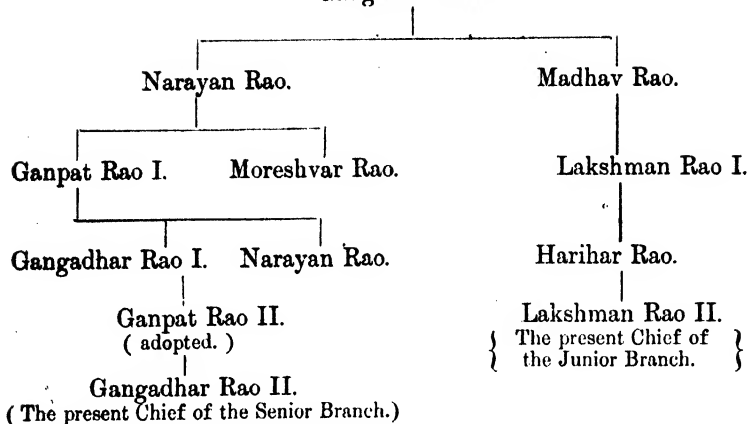 Narayan Rao. Madhav Rao.
Ganpat Rao I. Moreshvar Rao. Lakshman Rao I.
Gangadhar Rao I. Narayan Rao. Harihar Rao.
Ganpat Rao II. Lakshman Rao II.
( adopted. ) { The present Chief of }
the Junior Branch.
Gangadhar Rao II.
( The present Chief of the Senior Branch.)